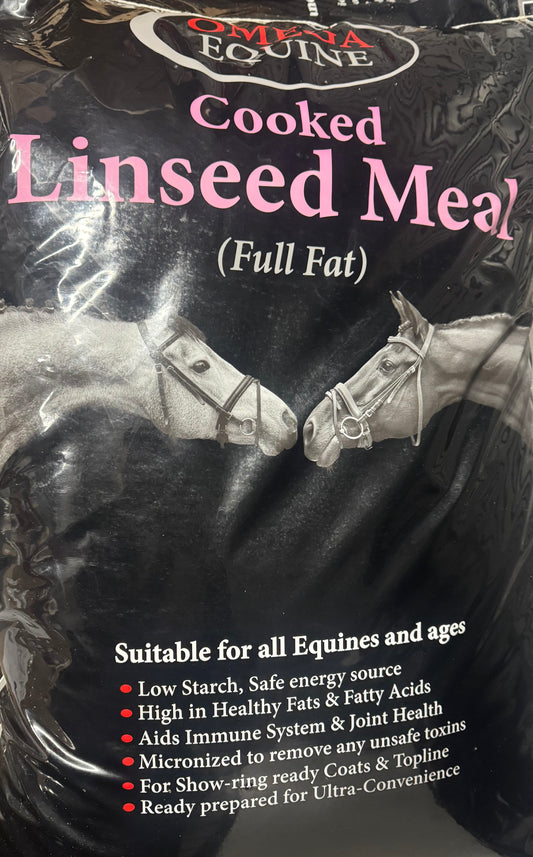 OMEGA
EQUINE
Cooked
Linseed Meal
(Full Fat)
Suitable for all Equines and ages
Low Starch, Safe energy source
High in Healthy Fats & Fatty Acids
Aids Immune System & Joint Health
Micronized to remove any unsafe toxins
For Show-ring ready Coats & Topline
Ready prepared for Ultra-Convenience